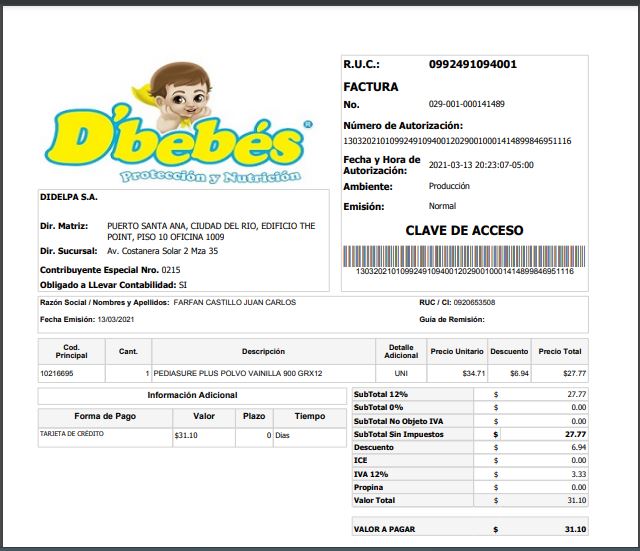 D'bebés®
Protección y Nutrición
R.U.C.: 0992491094001
FACTURA
No. 029-001-000141489
Número de Autorización:
1303202101099249109400120290010001414899846951116
Fecha y Hora de Autorización: 2021-03-13 20:23:07-05:00
Ambiente: Producción
Emisión: Normal
CLAVE DE ACCESO
1303202101099249109400120290010001414899846951116
DIDELPA S.A.
Dir. Matriz: PUERTO SANTA ANA, CIUDAD DEL RIO, EDIFICIO THE
POINT, PISO 10 OFICINA 1009
Dir. Sucursal: Av. Costanera Solar 2 Mza 35
Contribuyente Especial Nro. 0215
Obligado a LLevar Contabilidad: SI
Razón Social / Nombres y Apellidos: FARFAN CASTILLO JUAN CARLOS RUC / CI: 0920653508
Fecha Emisión: 13/03/2021 Guía de Remisión:
Cod. Principal Cant. Descripción Detalle Adicional Precio Unitario Descuento Precio Total
10216695 1 PEDIASURE PLUS POLVO VAINILLA 900 GRX12 UNI $34.71 $6.94 $27.77
Información Adicional
Forma de Pago Valor Plazo Tiempo
TARJETA DE CRÉDITO $31.10 0 Dias
SubTotal 12% $ 27.77
SubTotal 0% $ 0.00
SubTotal No Objeto IVA $ 0.00
SubTotal Sin Impuestos $ 27.77
Descuento $ 6.94
ICE $ 0.00
IVA 12% $ 3.33
Propina $ 0.00
Valor Total $ 31.10
VALOR A PAGAR $ 31.10